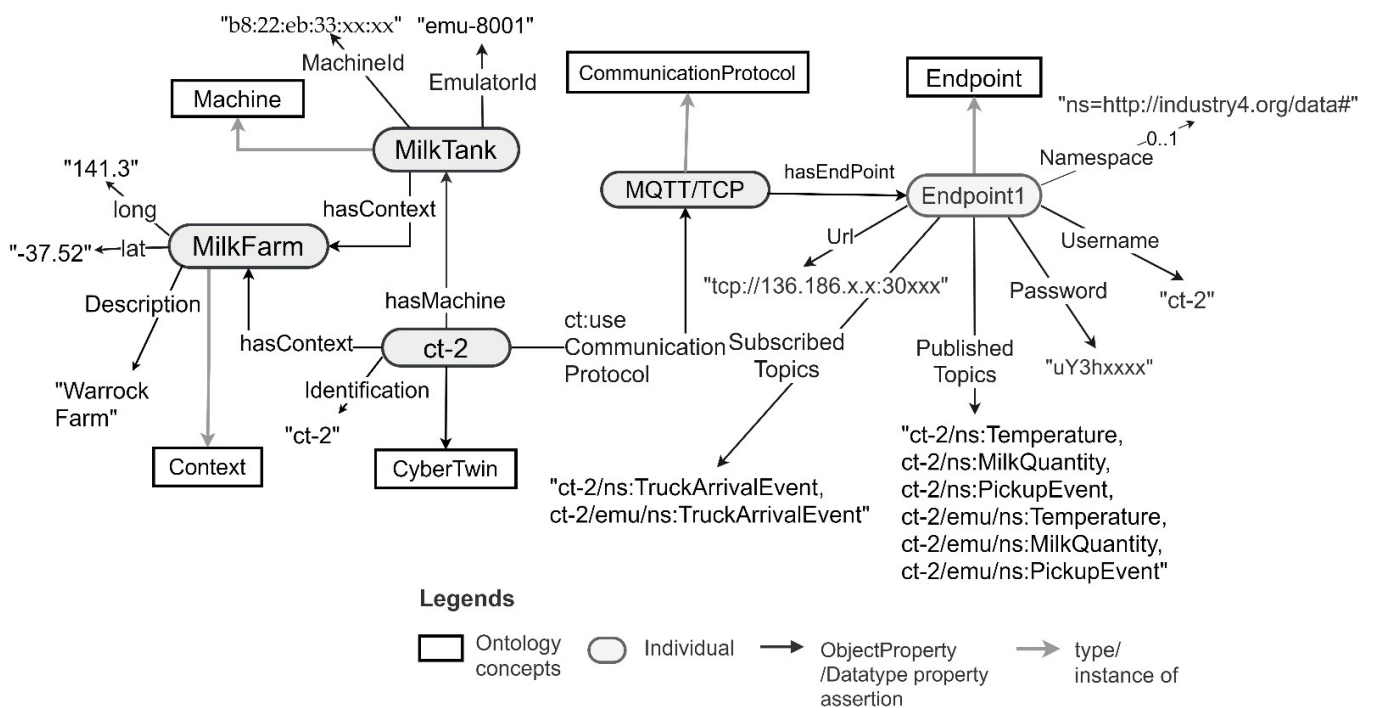 "b8:22:eb:33:xx:xx"
"emu-8001"
MachineId
EmulatorId
Machine
MilkTank
CommunicationProtocol
Endpoint
"ns=http://industry4.org/data#"
0..1
Namespace
"141.3"
long
hasContext
MQTT/TCP
hasEndPoint
Endpoint1
"-37.52"
lat
MilkFarm
Url
Username
"tcp://136.186.x.x:30xxx"
Password
"ct-2"
Description
hasMachine
hasContext
ct-2
ct:use
Communication
Protocol
Subscribed
Topics
Published
Topics
"uY3hxxxx"
"Warrock
Farm"
Identification
"ct-2"
Context
CyberTwin
"ct-2/ns:TruckArrivalEvent,
ct-2/emu/ns:TruckArrivalEvent"
"ct-2/ns:Temperature,
ct-2/ns:MilkQuantity,
ct-2/ns:PickupEvent,
ct-2/emu/ns:Temperature,
ct-2/emu/ns:MilkQuantity,
ct-2/emu/ns:PickupEvent"
Legends
Ontology
concepts
Individual
ObjectProperty
/Datatype property
assertion
type/
instance of